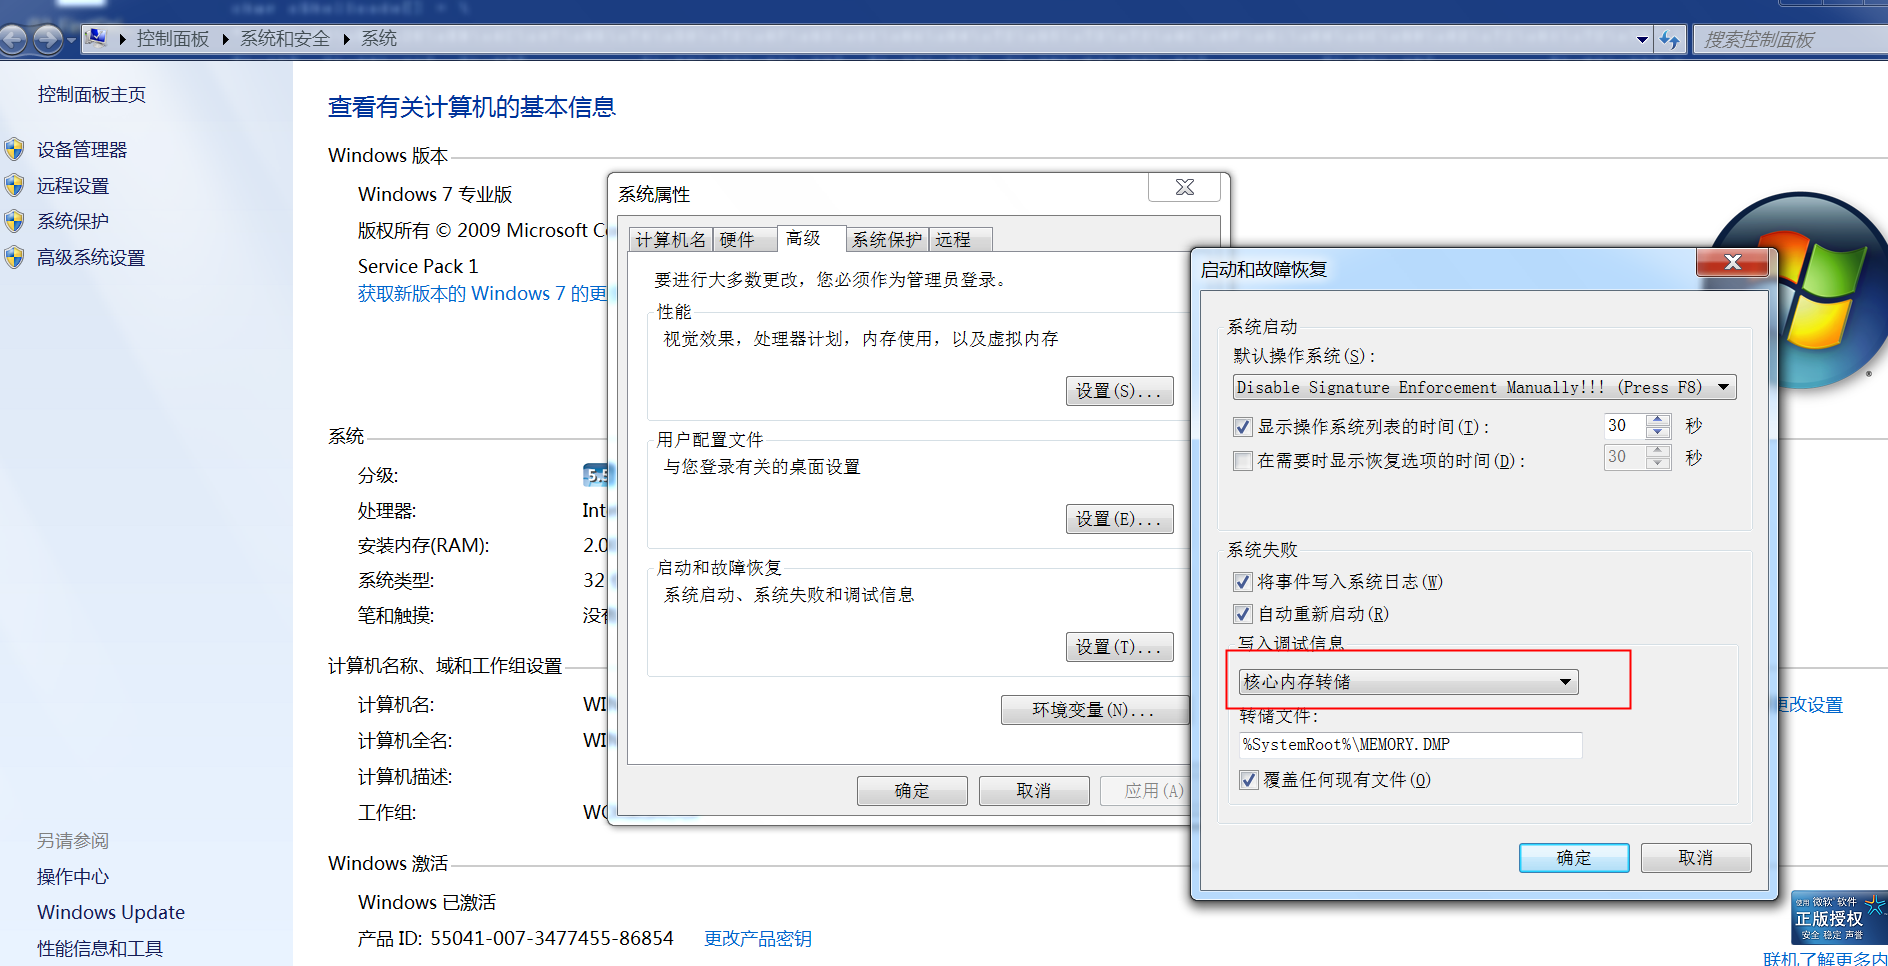 控制面板 ▸ 系统和安全 ▸ 系统
搜索控制面板
控制面板主页
设备管理器
远程设置
系统保护
高级系统设置
另请参阅
操作中心
Windows Update
性能信息和工具
查看有关计算机的基本信息
Windows 版本
Windows 7 专业版
版权所有 © 2009 Microsoft Co
Service Pack 1
获取新版本的 Windows 7 的更
系统
分级:
处理器: Int
安装内存(RAM): 2.0
系统类型: 32
笔和触摸: 没有
计算机名称、域和工作组设置
计算机名: WI
计算机全名: WI
计算机描述:
工作组: WO
更改设置
Windows 激活
Windows 已激活
产品 ID: 55041-007-3477455-86854 更改产品密钥
使用 微软 软件
正版授权
安全 稳定 声誉
联机了解更多内
系统属性
计算机名 硬件 高级 系统保护 远程
要进行大多数更改，您必须作为管理员登录。
性能
视觉效果，处理器计划，内存使用，以及虚拟内存
设置(S)...
用户配置文件
与您登录有关的桌面设置
设置(E)...
启动和故障恢复
系统启动、系统失败和调试信息
设置(T)...
环境变量(N)...
确定 取消 应用(A)
启动和故障恢复
系统启动
默认操作系统(S):
Disable Signature Enforcement Manually!!! (Press F8)
显示操作系统列表的时间(T): 30 秒
在需要时显示恢复选项的时间(D): 30 秒
系统失败
将事件写入系统日志(W)
自动重新启动(R)
写入调试信息
核心内存转储
转储文件:
%SystemRoot%\MEMORY.DMP
覆盖任何现有文件(O)
确定 取消